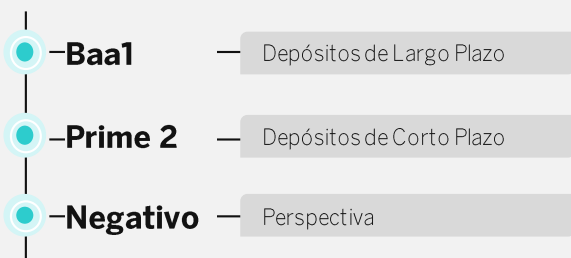 Baa1 Depósitos de Largo Plazo
Prime 2 Depósitos de Corto Plazo
Negativo Perspectiva